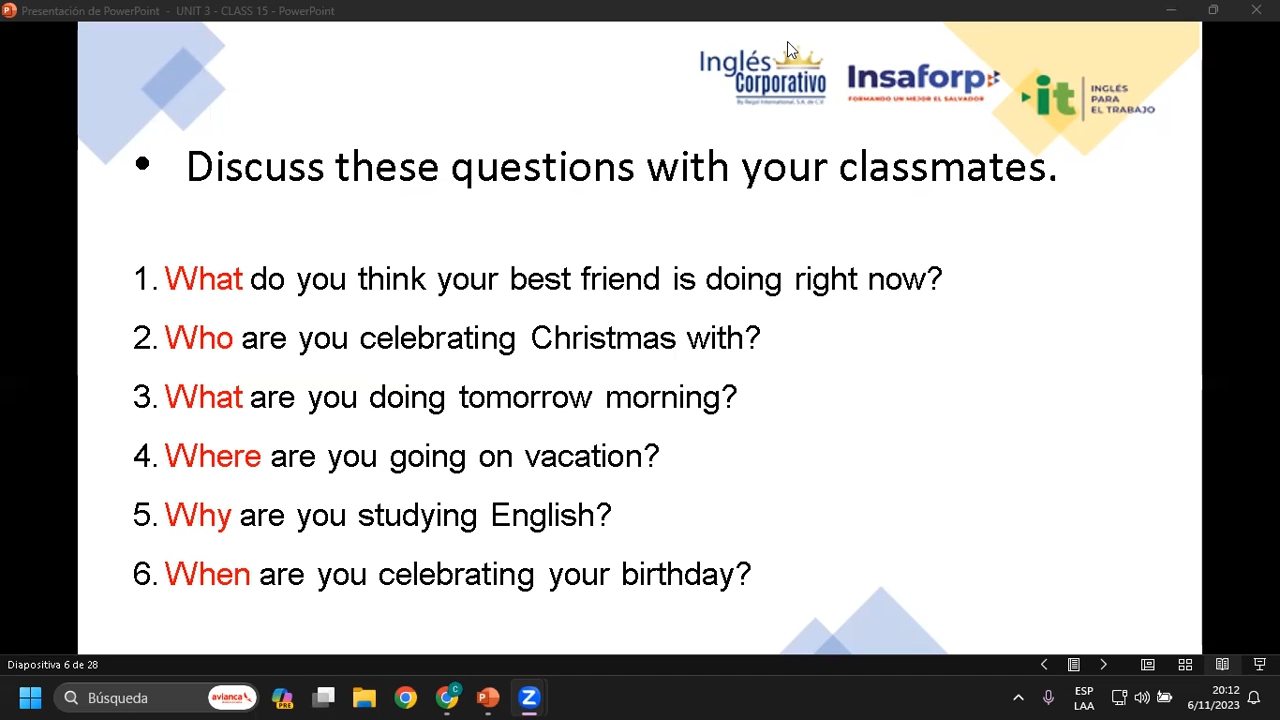 Presentación de PowerPoint - UNIT 3 - CLASS 15 - PowerPoint
Inglés
Corporativo
By Regal International, S.A. de C.V.
Insaforp
FORMANDO UN MEJOR EL SALVADOR
it
INGLÉS
PARA
EL TRABAJO
• Discuss these questions with your classmates.
1. What do you think your best friend is doing right now?
2. Who are you celebrating Christmas with?
3. What are you doing tomorrow morning?
4. Where are you going on vacation?
5. Why are you studying English?
6. When are you celebrating your birthday?
Diapositiva 6 de 28
Búsqueda
avianca
PRE
C
Z
ESP
LAA
20:12
6/11/2023